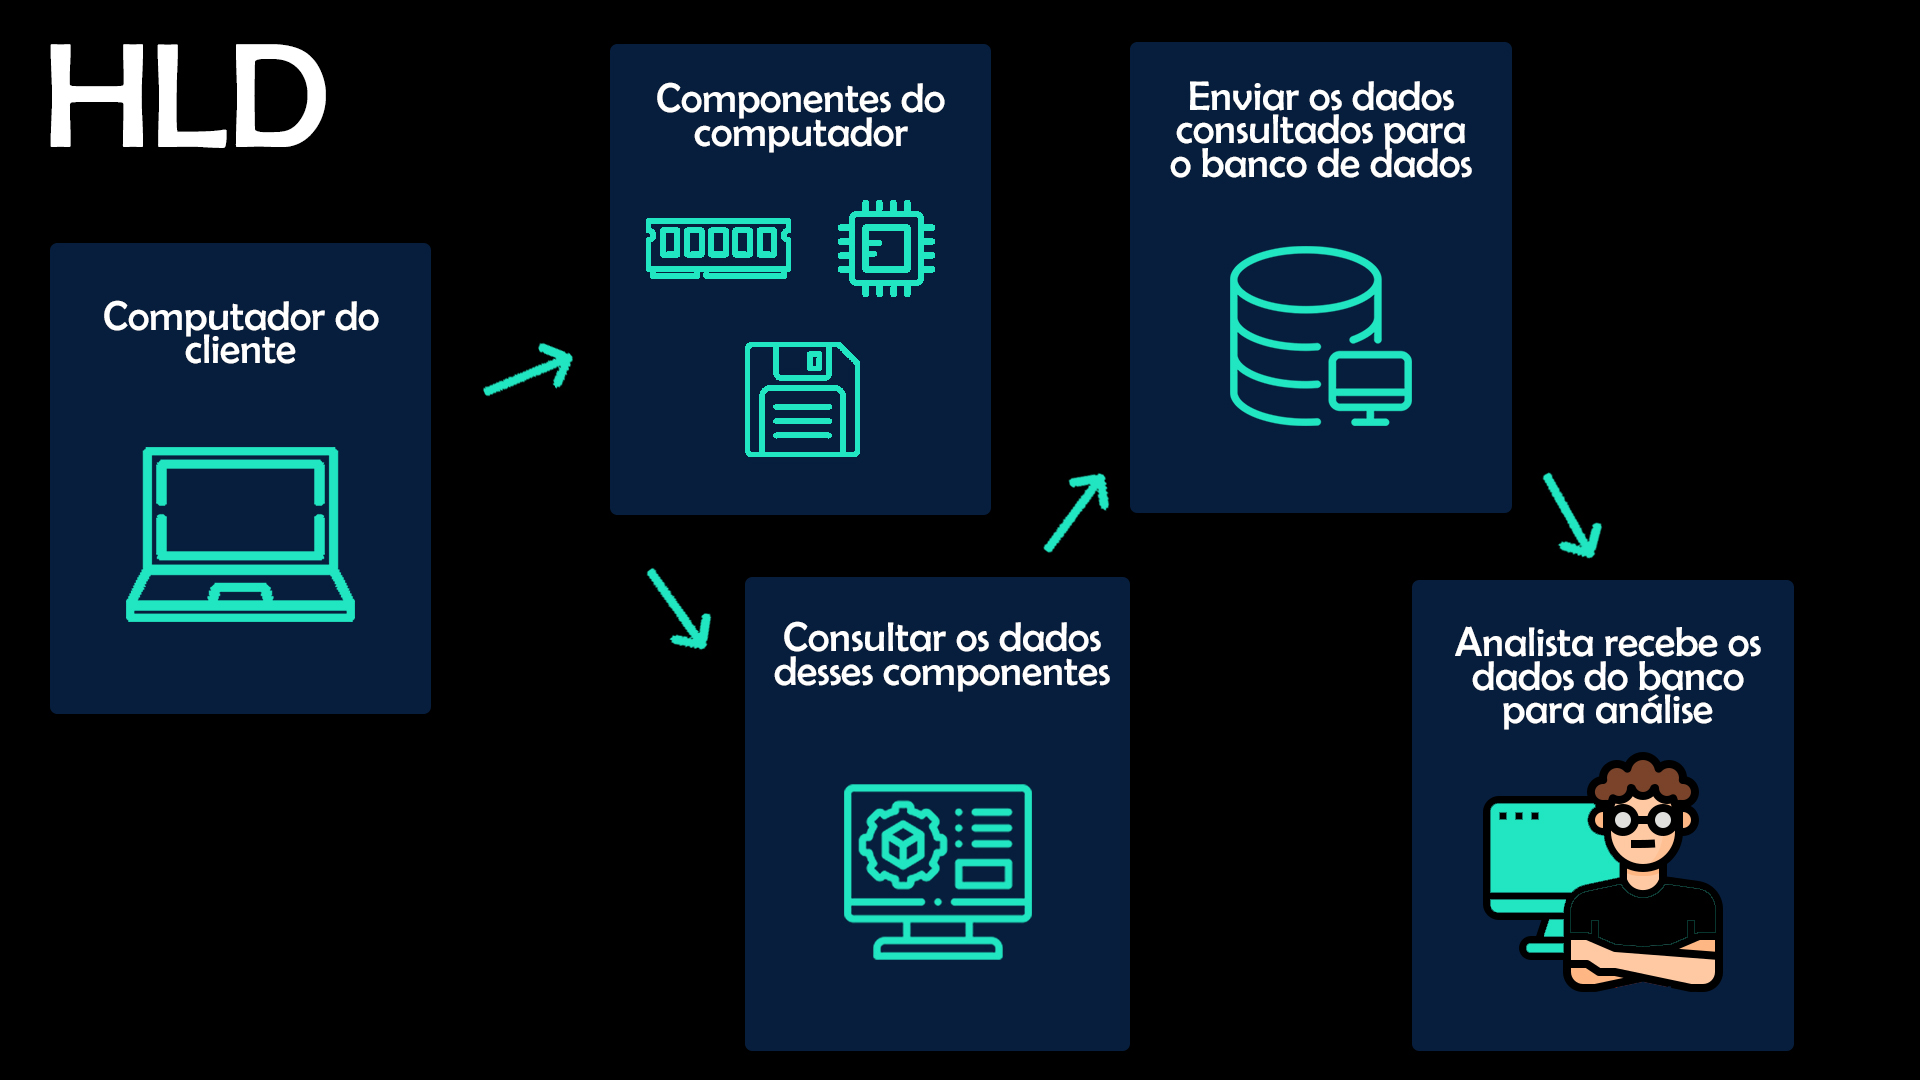 HLD
Computador do
cliente
Componentes do
computador
Consultar os dados
desses componentes
Enviar os dados
consultados para
o banco de dados
Analista recebe os
dados do banco
para análise